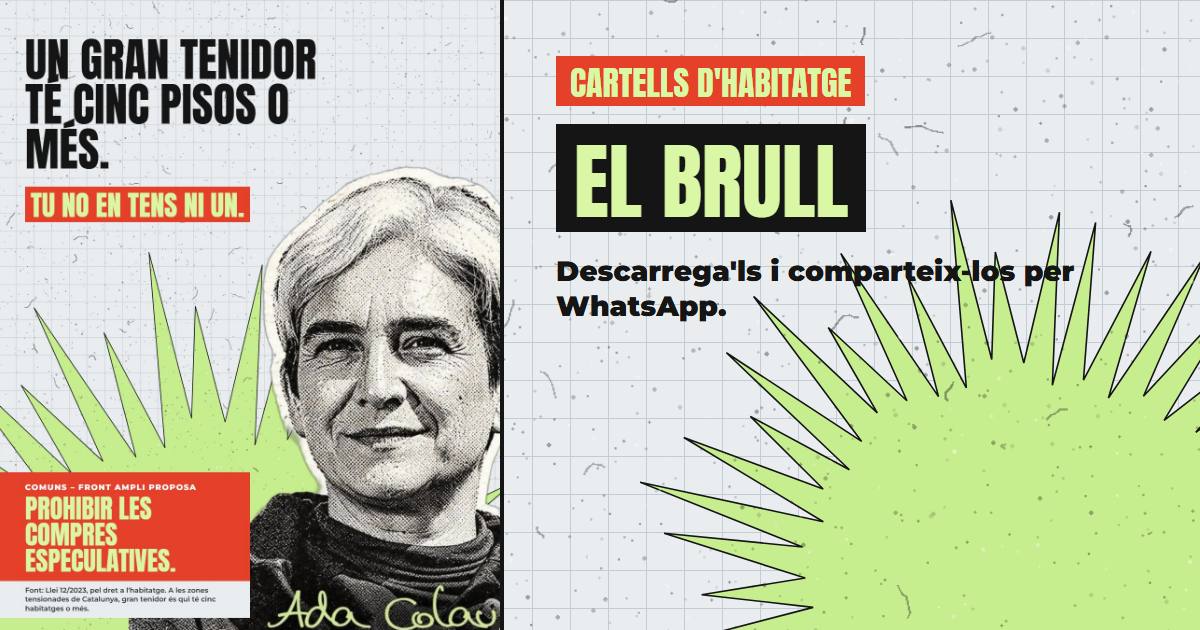 UN GRAN TENIDOR
TÉ CINC PISOS O
MÉS.
TU NO EN TENS NI UN.
COMUNS – FRONT AMPLI PROPOSA
PROHIBIR LES
COMPRES
ESPECULATIVES.
Font: Llei 12/2023, pel dret a l'habitatge. A les zones
tensionades de Catalunya, gran tenidor és qui té cinc
habitatges o més.
Ada Colau
CARTELLS D'HABITATGE
EL BRULL
Descarrega'ls i comparteix-los per
WhatsApp.